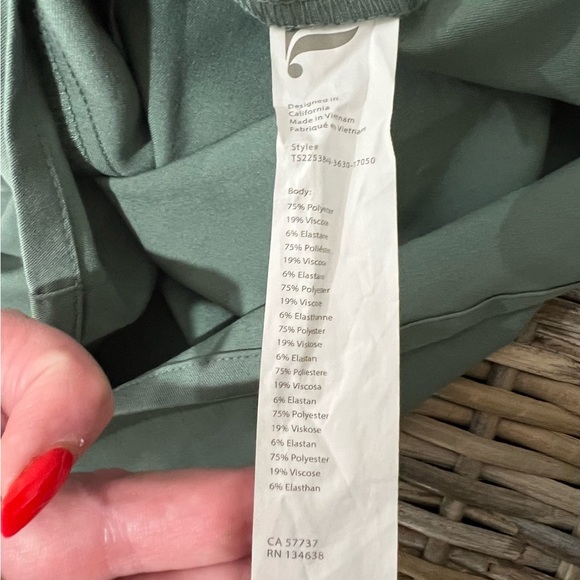 Designed in
California
Made in Vietnam
Fabriqué en Vietnam
Style#
Body:
75% Polyester
19% Viscosa
6% Elastane
75% Poliéster
19% Viscosa
6% Elastano
75% Polyester
19% Viscose
6% Elasthanne
75% Polyester
19% Viskose
6% Elastan
75% Poliestere
19% Viscosa
6% Elastan
75% Polyester
19% Viskose
6% Elastan
75% Polyester
19% Viscose
6% Elasthan
CA 57737
RN 134638